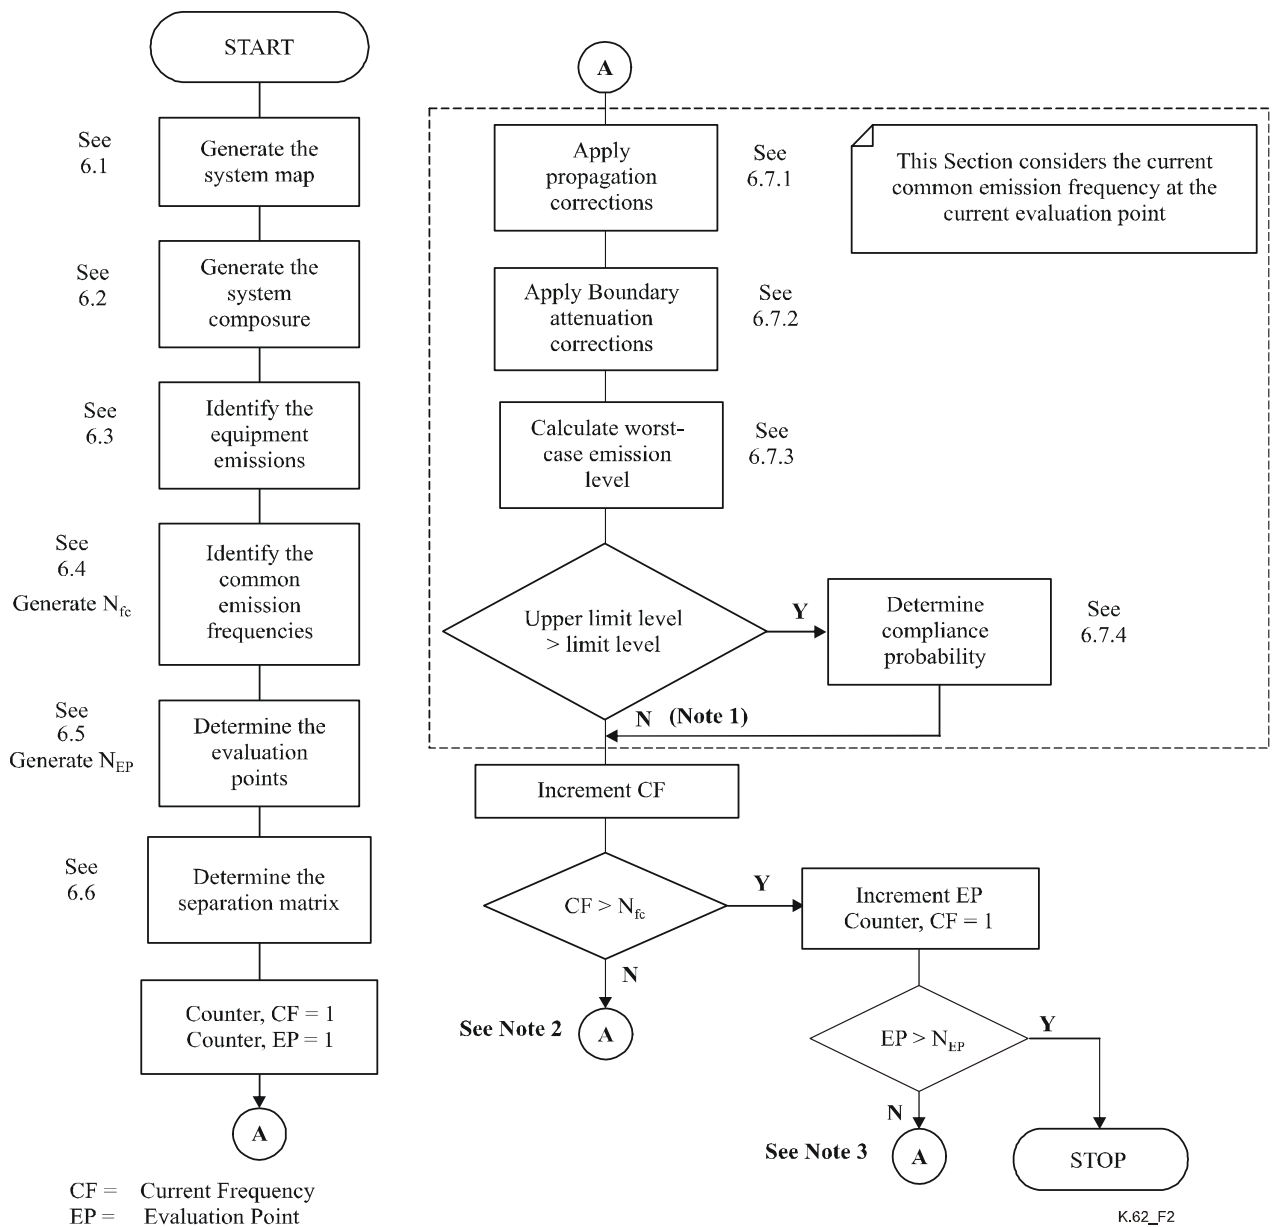 START
See
6.1
Generate the
system map
See
6.2
Generate the
system
composure
See
6.3
Identify the
equipment
emissions
See
6.4
Generate Nfc
Identify the
common
emission
frequencies
See
6.5
Generate NEP
Determine the
evaluation
points
See
6.6
Determine the
separation matrix
Counter, CF = 1
Counter, EP = 1
A
CF = Current Frequency
EP = Evaluation Point
A
Apply
propagation
corrections
See
6.7.1
This Section considers the current
common emission frequency at the
current evaluation point
Apply Boundary
attenuation
corrections
See
6.7.2
Calculate worst-
case emission
level
See
6.7.3
Upper limit level
> limit level
Y
Determine
compliance
probability
See
6.7.4
N (Note 1)
Increment CF
CF > Nfc
Y
Increment EP
Counter, CF = 1
N
See Note 2
A
EP > NEP
Y
N
See Note 3
A
STOP
K.62_F2